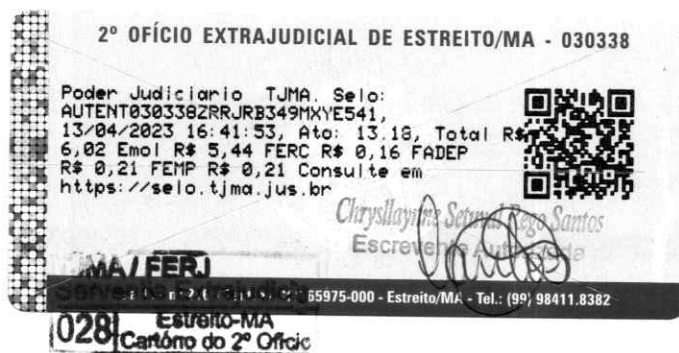 2º OFÍCIO EXTRAJUDICIAL DE ESTREITO/MA - 030338
Poder Judiciario TJMA. Selo:
AUTENT030338ZRRJRB349MXYE541,
13/04/2023 16:41:53, Ato: 13.18, Total R$
6,02 Emol R$ 5,44 FERC R$ 0,16 FADEP
R$ 0,21 FEMP R$ 0,21 Consulte em
https://selo.tjma.jus.br
Rego Santos
Escrevente
MA / FERJ
Serventia Extrajudicia
65975-000 - Estreito/MA - Tel.: (99) 98411.8382
028
Estreito-MA
Cartório do 2º Ofício